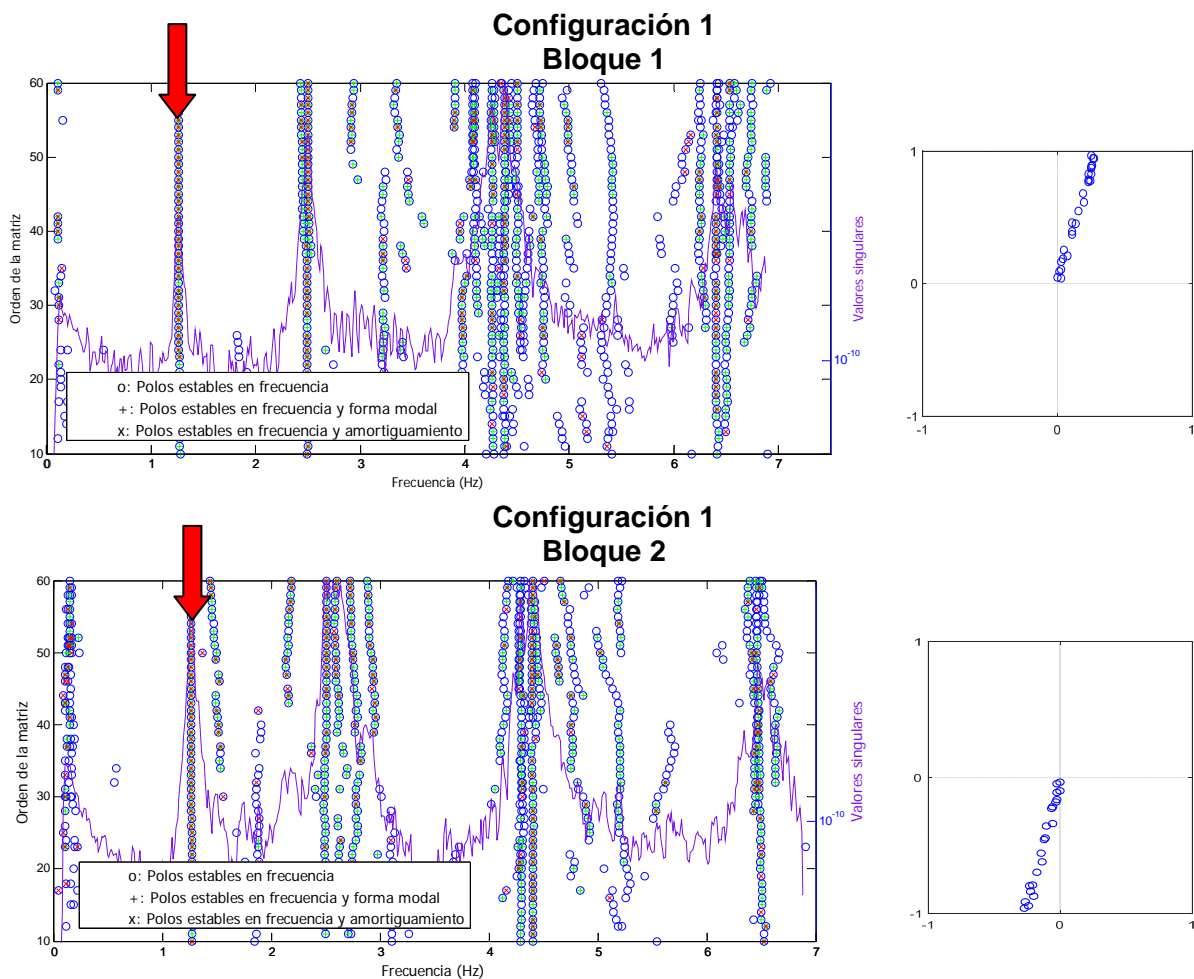 Configuración 1
Bloque 1
60
50
40
30
20
10
Orden de la matriz
o: Polos estables en frecuencia
+: Polos estables en frecuencia y forma modal
x: Polos estables en frecuencia y amortiguamiento
0 1 2 3 4 5 6 7
Frecuencia (Hz)
10-10
Valores singulares
1
0
-1
-1 0 1
Configuración 1
Bloque 2
60
50
40
30
20
10
Orden de la matriz
o: Polos estables en frecuencia
+: Polos estables en frecuencia y forma modal
x: Polos estables en frecuencia y amortiguamiento
0 1 2 3 4 5 6 7
Frecuencia (Hz)
10-10
Valores singulares
1
0
-1
-1 0 1